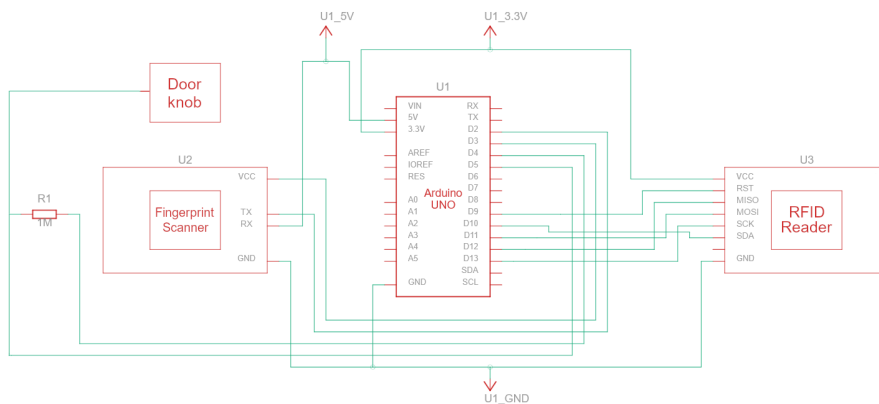 U1_5V
U1_3.3V
Door
knob
U1
VIN
5V
3.3V
AREF
IOREF
RES
A0
A1
A2
A3
A4
A5
GND
Arduino
UNO
RX
TX
D2
D3
D4
D5
D6
D7
D8
D9
D10
D11
D12
D13
SDA
SCL
U2
VCC
TX
RX
GND
Fingerprint
Scanner
R1
1M
U3
VCC
RST
MISO
MOSI
SCK
SDA
GND
RFID
Reader
U1_GND